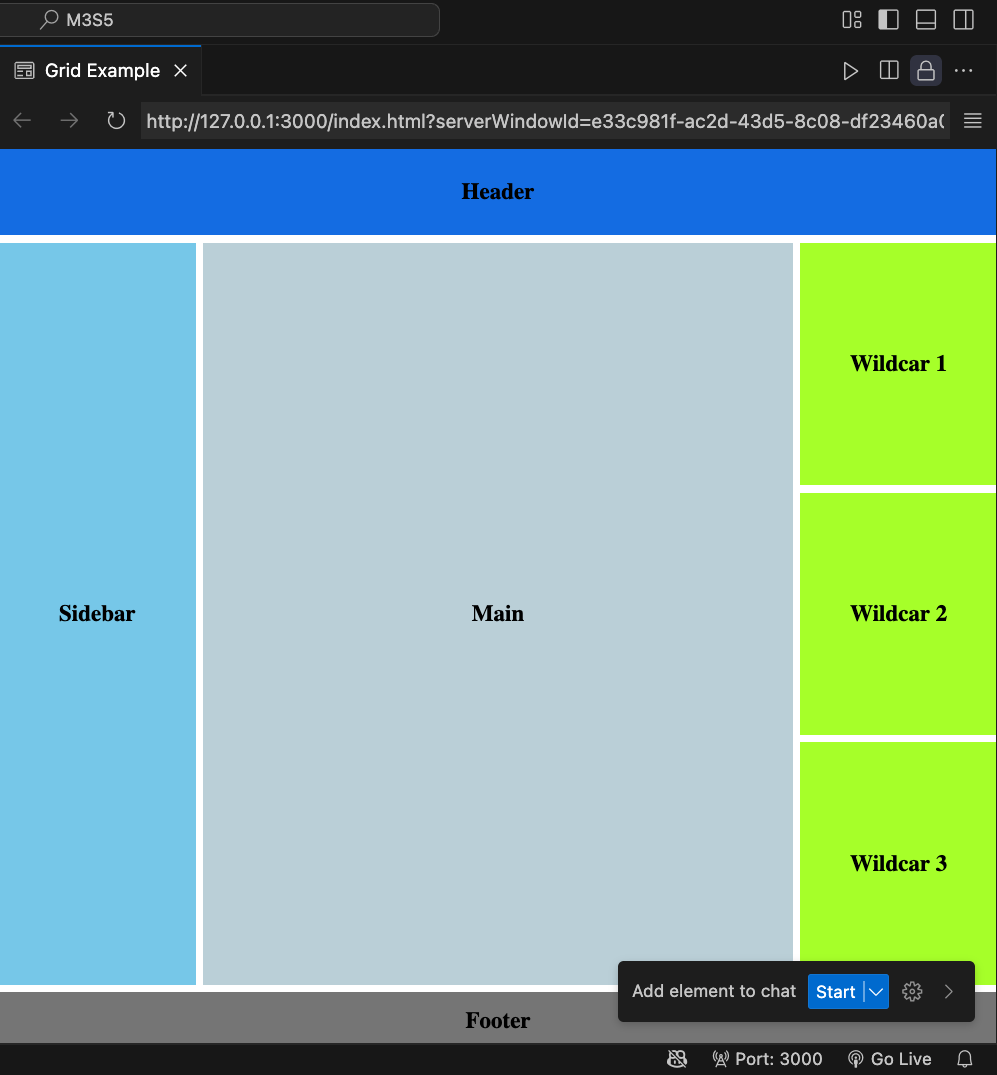 M3S5
Grid Example
http://127.0.0.1:3000/index.html?serverWindowId=e33c981f-ac2d-43d5-8c08-df23460a
Header
Wildcar 1
Sidebar
Main
Wildcar 2
Wildcar 3
Add element to chat
Start
Footer
Port: 3000
Go Live